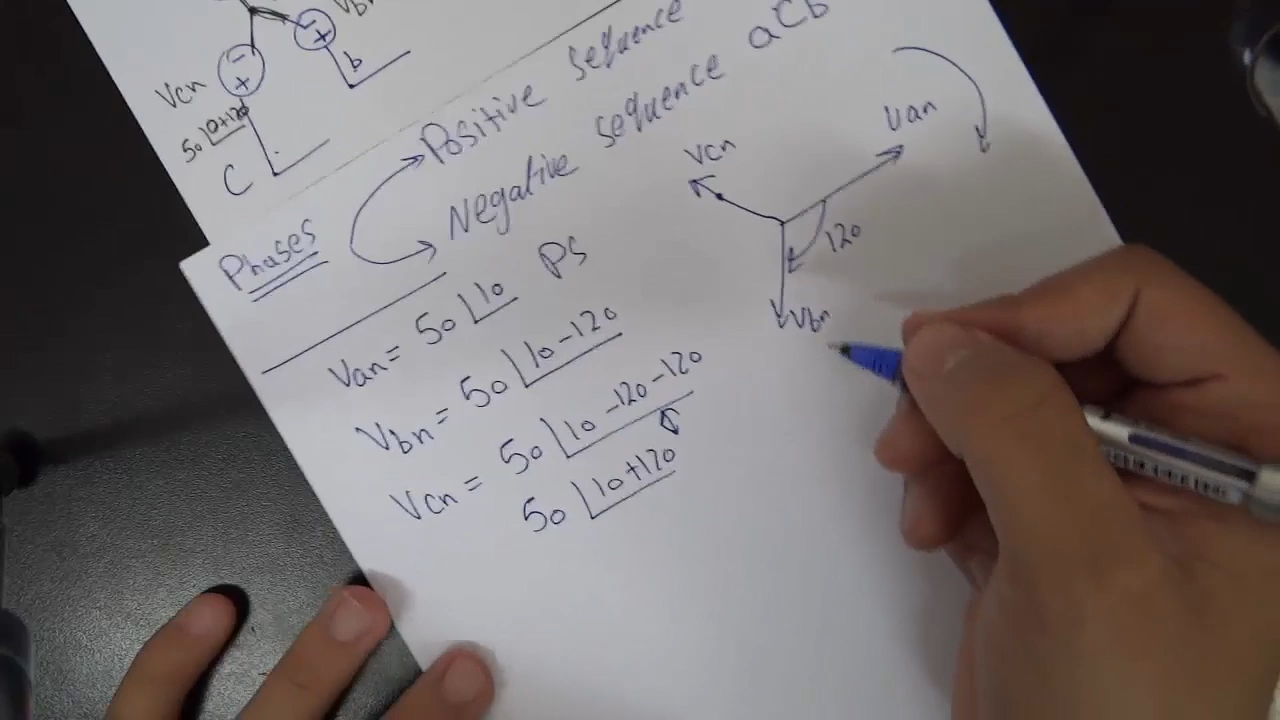 Vcn
50∠10+120
C
b
Positive sequence
Negative sequence aCb
Phases
Van = 50∠10 PS
Vbn = 50∠10-120
Vcn = 50∠10-120-120
50∠10+120
Van
Vcn
120
Vbn